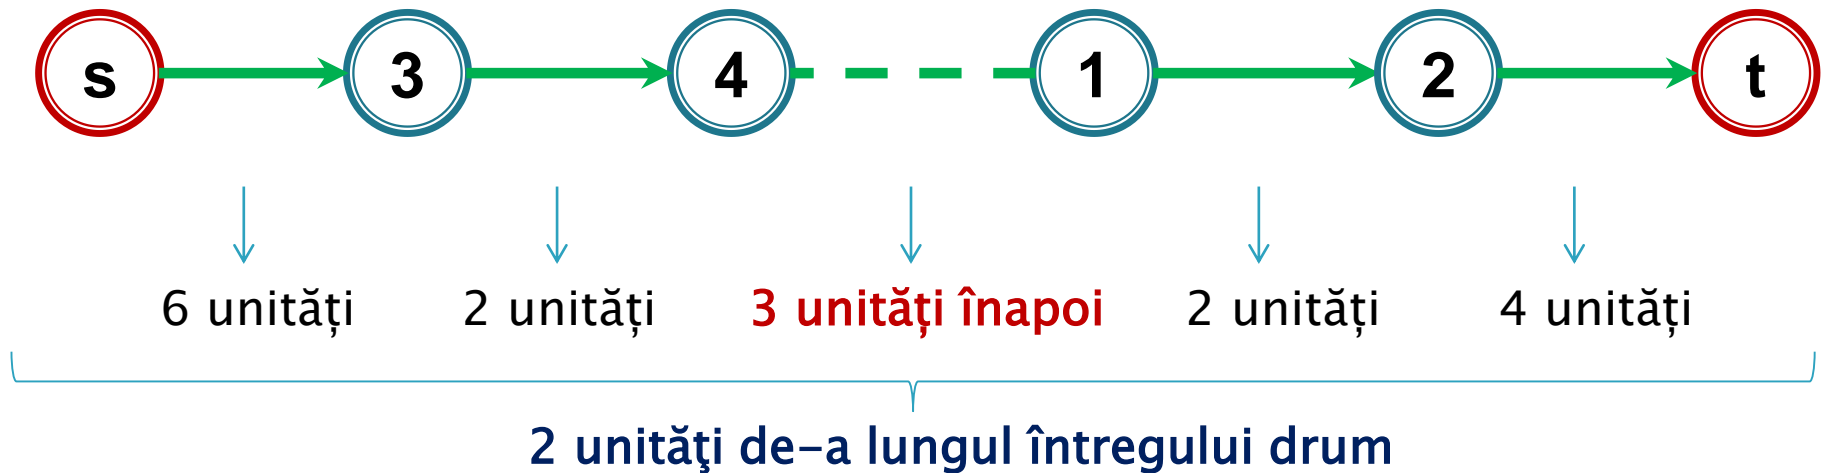 s 3 4 1 2 t
6 unități 2 unități 3 unități înapoi 2 unități 4 unități
2 unităţi de-a lungul întregului drum